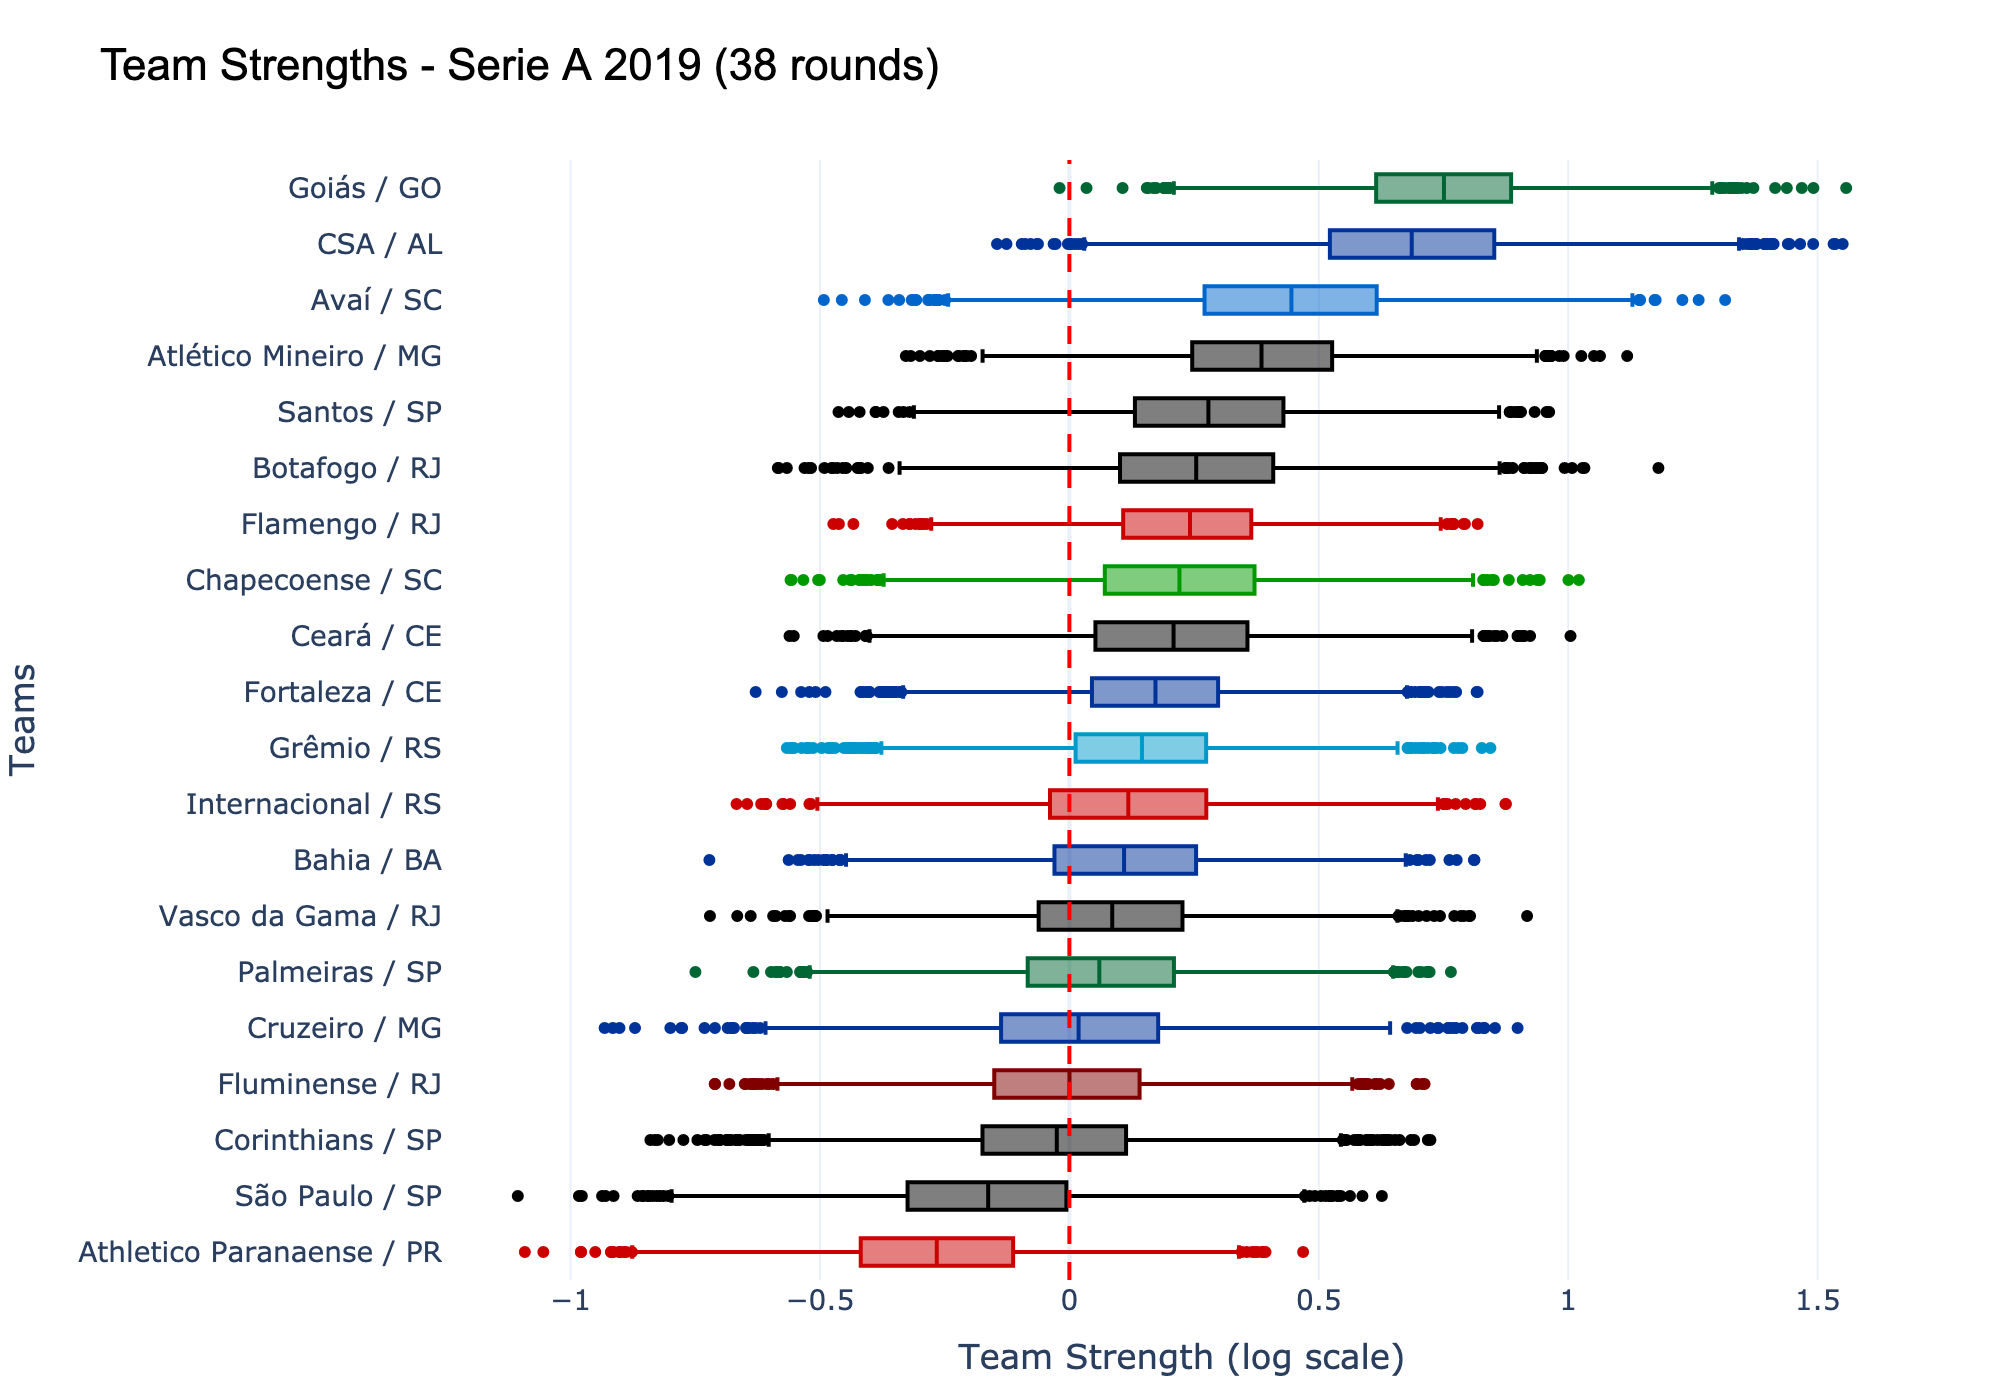 Team Strengths - Serie A 2019 (38 rounds)
Goiás / GO
CSA / AL
Avaí / SC
Atlético Mineiro / MG
Santos / SP
Botafogo / RJ
Flamengo / RJ
Chapecoense / SC
Ceará / CE
Fortaleza / CE
Grêmio / RS
Internacional / RS
Bahia / BA
Vasco da Gama / RJ
Palmeiras / SP
Cruzeiro / MG
Fluminense / RJ
Corinthians / SP
São Paulo / SP
Athletico Paranaense / PR
Teams
−1 −0.5 0 0.5 1 1.5
Team Strength (log scale)